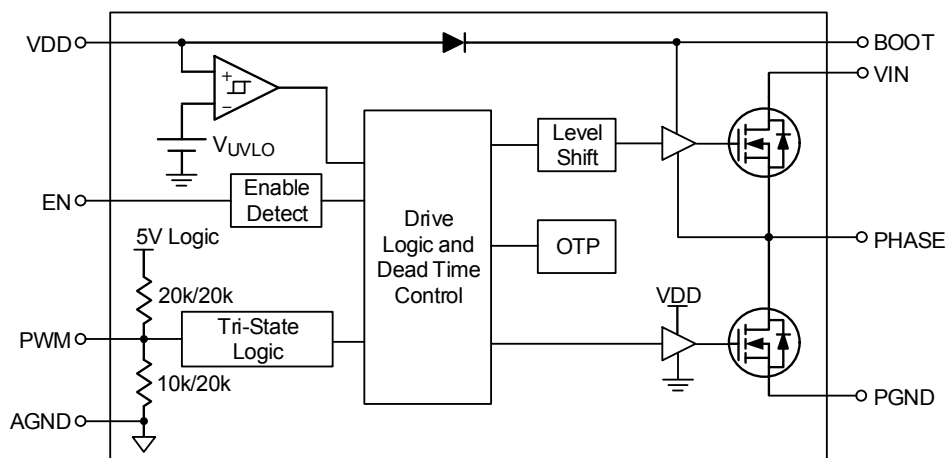 VDD
BOOT
VIN
+
−
VUVLO
Level
Shift
EN
Enable
Detect
Drive
Logic and
Dead Time
Control
5V Logic
OTP
PHASE
20k/20k
VDD
PWM
Tri-State
Logic
10k/20k
AGND
PGND